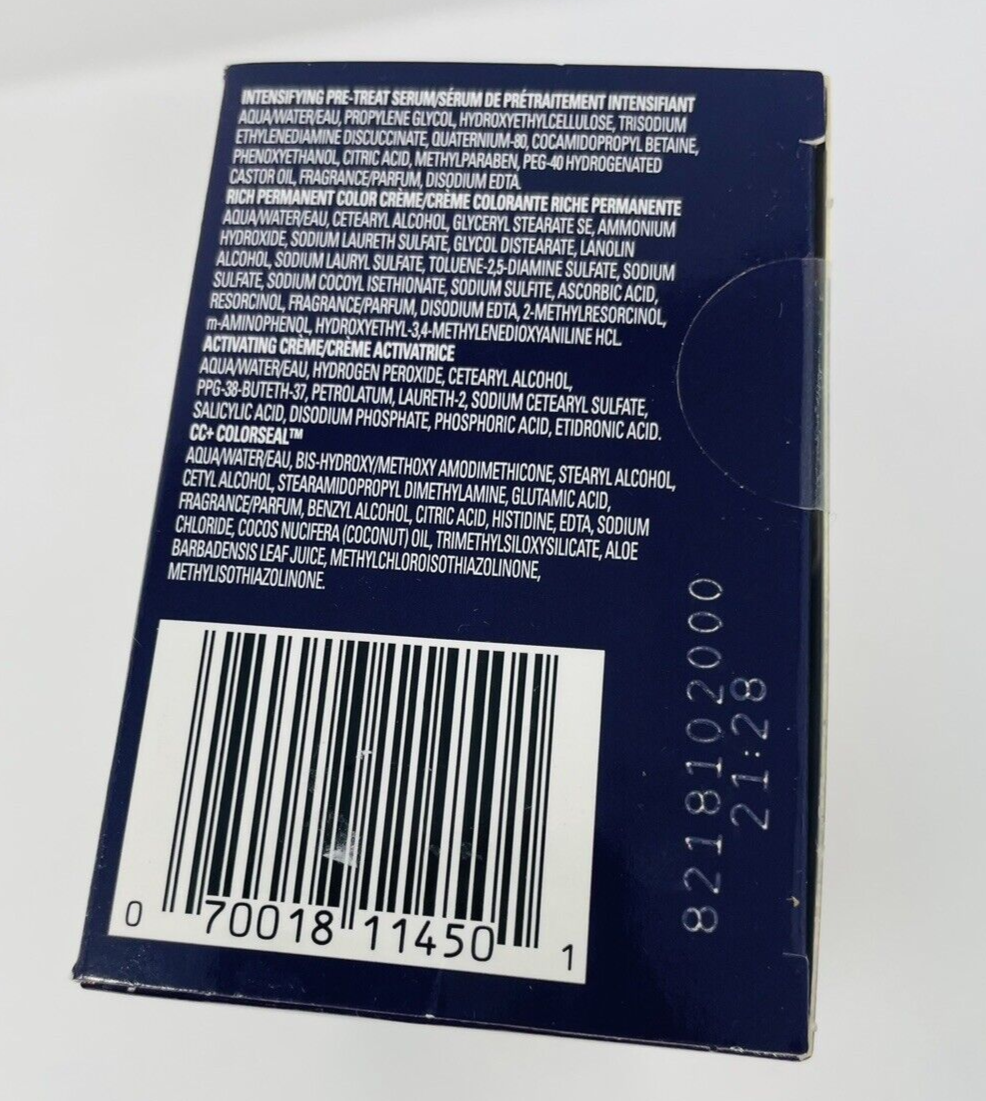 INTENSIFYING PRE-TREAT SERUM/SÉRUM DE PRÉTRAITEMENT INTENSIFIANT
AQUA/WATER/EAU, PROPYLENE GLYCOL, HYDROXYETHYLCELLULOSE, TRISODIUM
ETHYLENEDIAMINE DISCUCCINATE, QUATERNIUM-80, COCAMIDOPROPYL BETAINE,
PHENOXYETHANOL, CITRIC ACID, METHYLPARABEN, PEG-40 HYDROGENATED
CASTOR OIL, FRAGRANCE/PARFUM, DISODIUM EDTA.
RICH PERMANENT COLOR CRÈME/CRÈME COLORANTE RICHE PERMANENTE
AQUA/WATER/EAU, CETEARYL ALCOHOL, GLYCERYL STEARATE SE, AMMONIUM
HYDROXIDE, SODIUM LAURETH SULFATE, GLYCOL DISTEARATE, LANOLIN
ALCOHOL, SODIUM LAURYL SULFATE, TOLUENE-2,5-DIAMINE SULFATE, SODIUM
SULFATE, SODIUM COCOYL ISETHIONATE, SODIUM SULFITE, ASCORBIC ACID,
RESORCINOL, FRAGRANCE/PARFUM, DISODIUM EDTA, 2-METHYLRESORCINOL,
m-AMINOPHENOL, HYDROXYETHYL-3,4-METHYLENEDIOXYANILINE HCL.
ACTIVATING CRÈME/CRÈME ACTIVATRICE
AQUA/WATER/EAU, HYDROGEN PEROXIDE, CETEARYL ALCOHOL,
PPG-38-BUTETH-37, PETROLATUM, LAURETH-2, SODIUM CETEARYL SULFATE,
SALICYLIC ACID, DISODIUM PHOSPHATE, PHOSPHORIC ACID, ETIDRONIC ACID.
CC+ COLORSEAL™
AQUA/WATER/EAU, BIS-HYDROXY/METHOXY AMODIMETHICONE, STEARYL ALCOHOL,
CETYL ALCOHOL, STEARAMIDOPROPYL DIMETHYLAMINE, GLUTAMIC ACID,
FRAGRANCE/PARFUM, BENZYL ALCOHOL, CITRIC ACID, HISTIDINE, EDTA, SODIUM
CHLORIDE, COCOS NUCIFERA (COCONUT) OIL, TRIMETHYLSILOXYSILICATE, ALOE
BARBADENSIS LEAF JUICE, METHYLCHLOROISOTHIAZOLINONE,
METHYLISOTHIAZOLINONE.
0 70018 11450 1
8218102000
21:28